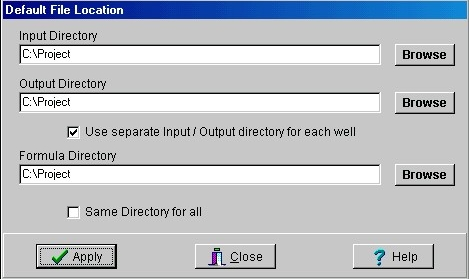 Default File Location
Input Directory
C:\Project
Browse
Output Directory
C:\Project
Browse
Use separate Input / Output directory for each well
Formula Directory
C:\Project
Browse
Same Directory for all
Apply
Close
Help